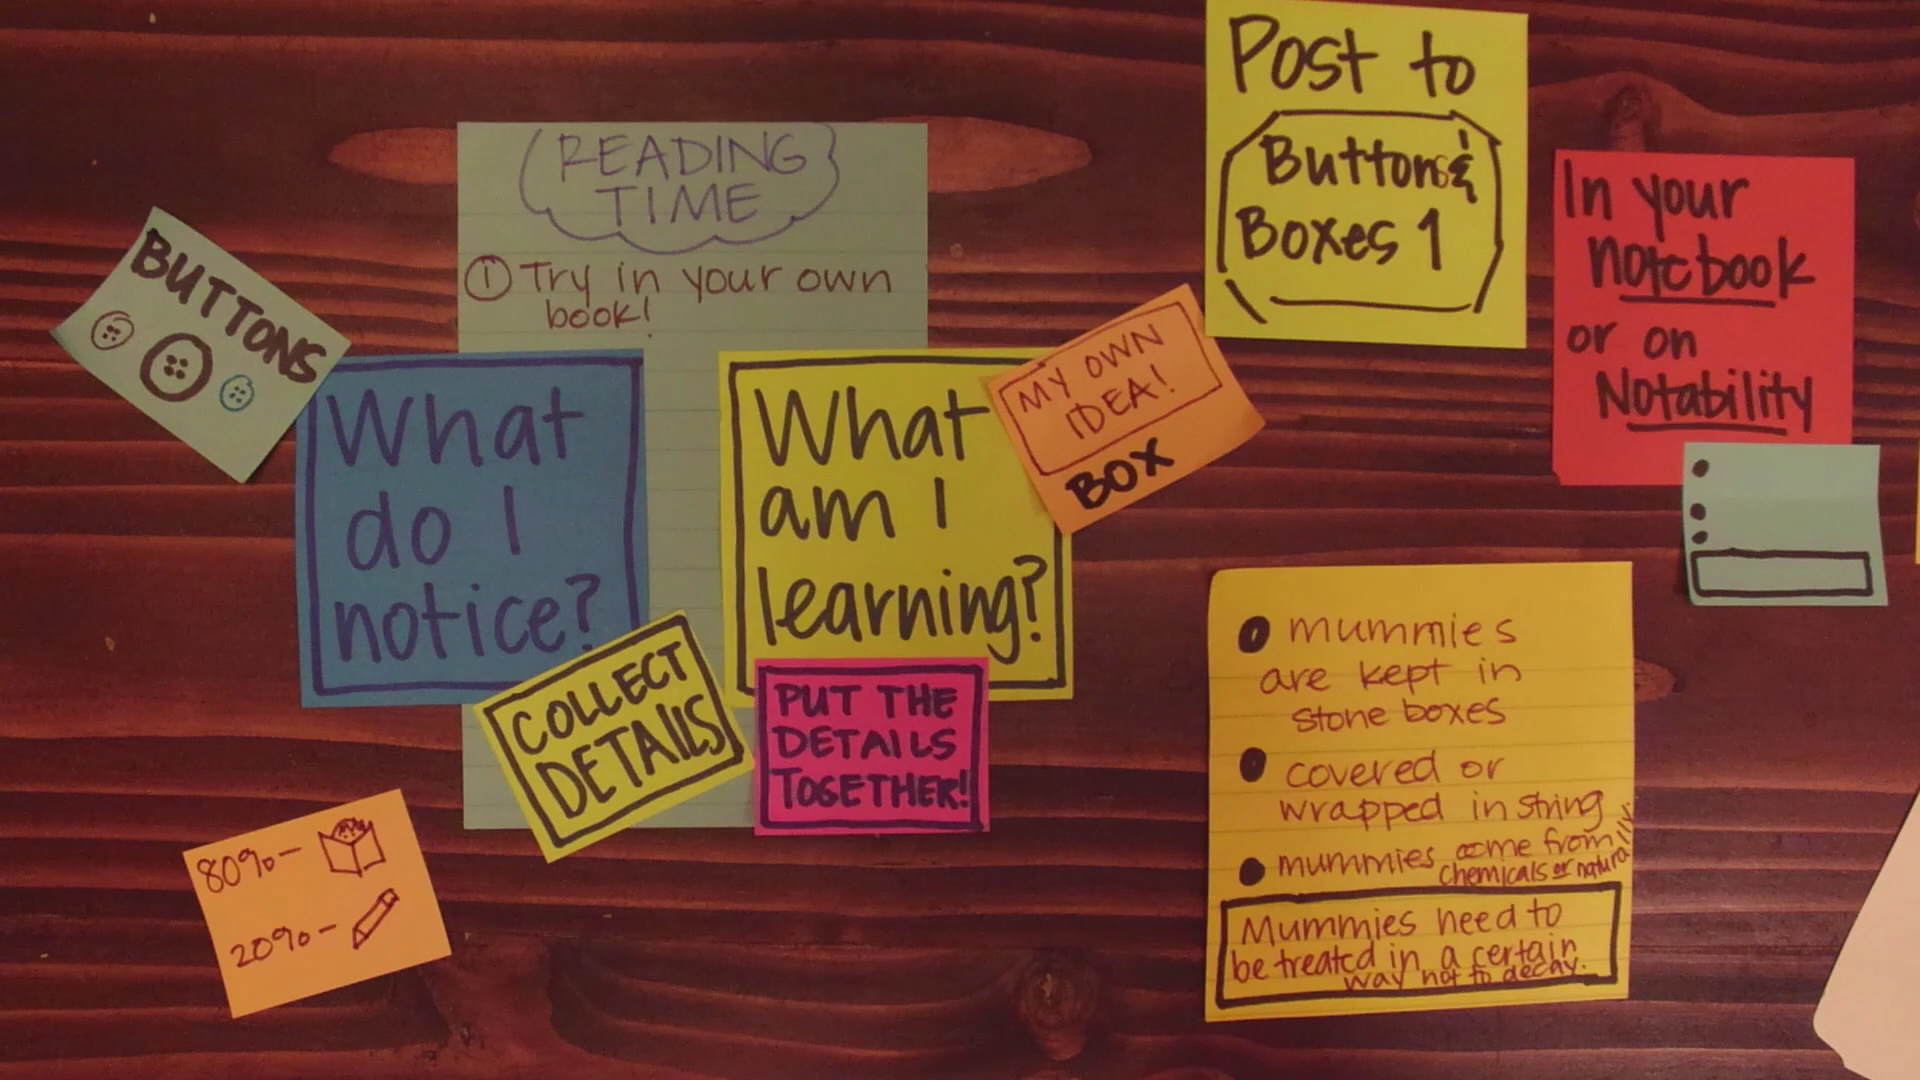 READING
TIME
① Try in your own
book!
BUTTONS
What
do I
notice?
COLLECT
DETAILS
What
am I
learning?
MY OWN
IDEA!
BOX
PUT THE
DETAILS
TOGETHER!
80% -
20% -
Post to
Buttons &
Boxes 1
In your
notebook
or on
Notability
• mummies
are kept in
stone boxes
• covered or
wrapped in string
• mummies come from
chemicals or naturally.
Mummies need to
be treated in a certain
way not to decay.